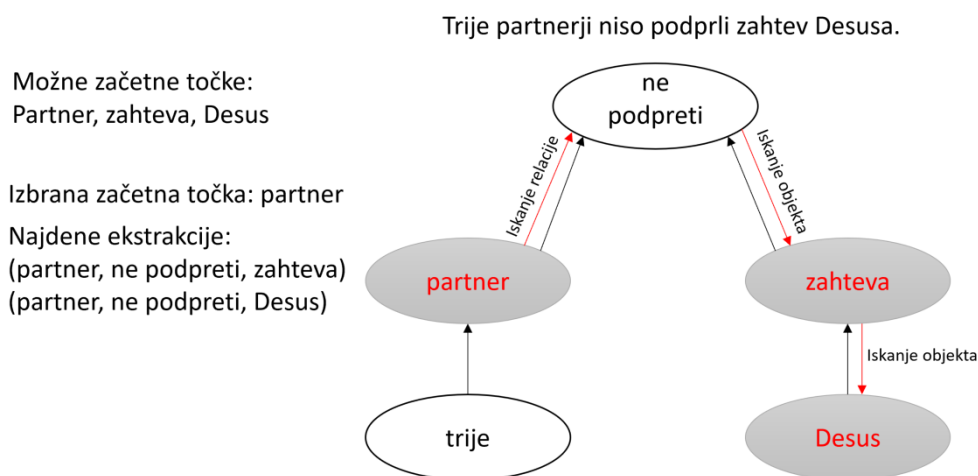 Trije partnerji niso podprli zahtev Desusa.
Možne začetne točke:
Partner, zahteva, Desus
Izbrana začetna točka: partner
Najdene ekstrakcije:
(partner, ne podpreti, zahteva)
(partner, ne podpreti, Desus)
ne
podpreti
Iskanje relacije
Iskanje objekta
partner
zahteva
Iskanje objekta
trije
Desus